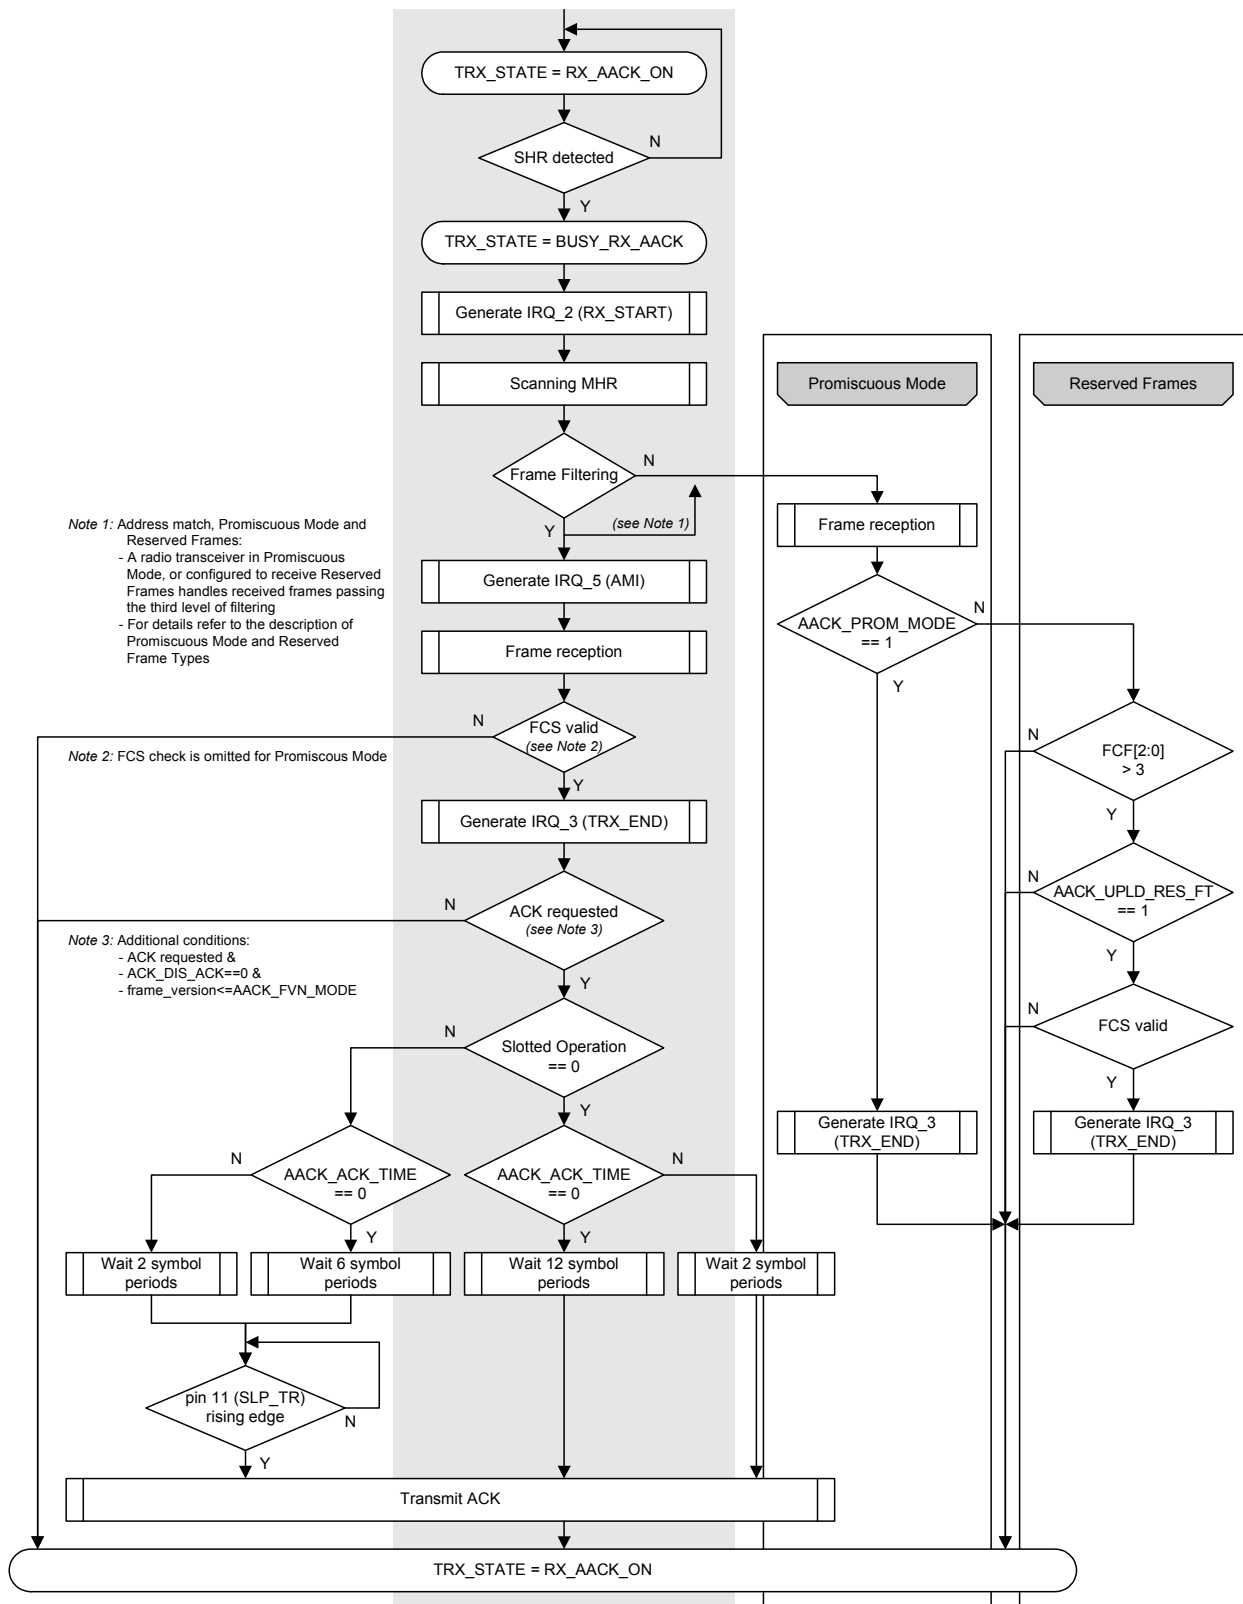 TRX_STATE = RX_AACK_ON
N
SHR detected
Y
TRX_STATE = BUSY_RX_AACK
Generate IRQ_2 (RX_START)
Scanning MHR
Promiscuous Mode
Reserved Frames
Frame Filtering
N
Y
(see Note 1)
Note 1: Address match, Promiscuous Mode and
Reserved Frames:
- A radio transceiver in Promiscuous
Mode, or configured to receive Reserved
Frames handles received frames passing
the third level of filtering
- For details refer to the description of
Promiscuous Mode and Reserved
Frame Types
Frame reception
Generate IRQ_5 (AMI)
AACK_PROM_MODE
== 1
N
Y
Frame reception
N
FCS valid
(see Note 2)
Y
Note 2: FCS check is omitted for Promiscous Mode
N
FCF[2:0]
> 3
Y
Generate IRQ_3 (TRX_END)
N
ACK requested
(see Note 3)
Y
N
AACK_UPLD_RES_FT
== 1
Y
Note 3: Additional conditions:
- ACK requested &
- ACK_DIS_ACK==0 &
- frame_version<=AACK_FVN_MODE
N
Slotted Operation
== 0
Y
N
FCS valid
Y
Generate IRQ_3
(TRX_END)
Generate IRQ_3
(TRX_END)
N
AACK_ACK_TIME
== 0
Y
AACK_ACK_TIME
== 0
N
Y
Wait 2 symbol
periods
Wait 6 symbol
periods
Wait 12 symbol
periods
Wait 2 symbol
periods
pin 11 (SLP_TR)
rising edge
N
Y
Transmit ACK
TRX_STATE = RX_AACK_ON